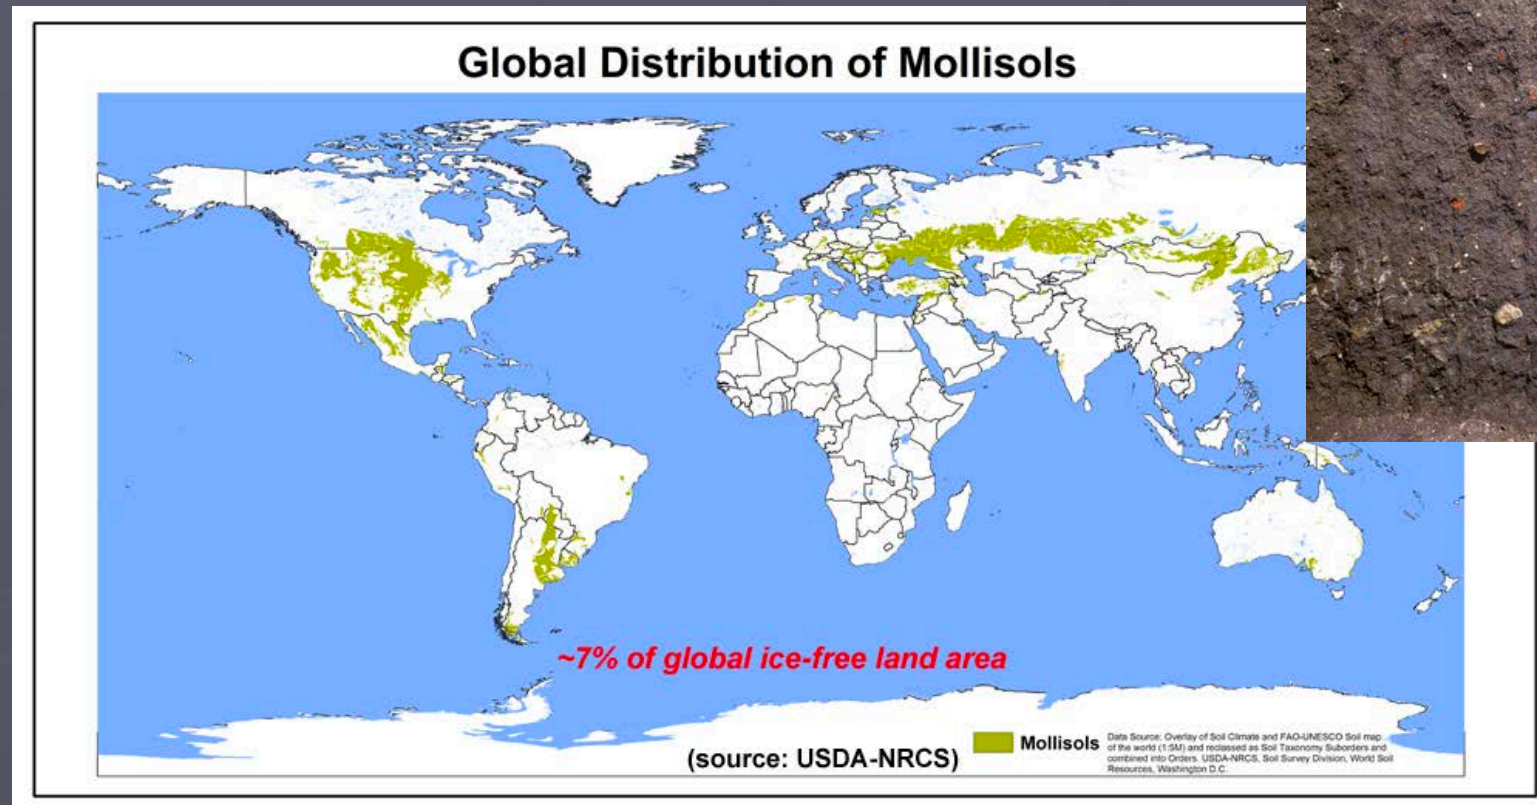 Global Distribution of Mollisols
~7% of global ice-free land area
(source: USDA-NRCS)
Mollisols
Data Source: Overlay of Soil Climate and FAO-UNESCO Soil map
of the world (1:5M) and reclassed as Soil Taxonomy Suborders and
combined into Orders. USDA-NRCS, Soil Survey Division, World Soil
Resources, Washington D.C.